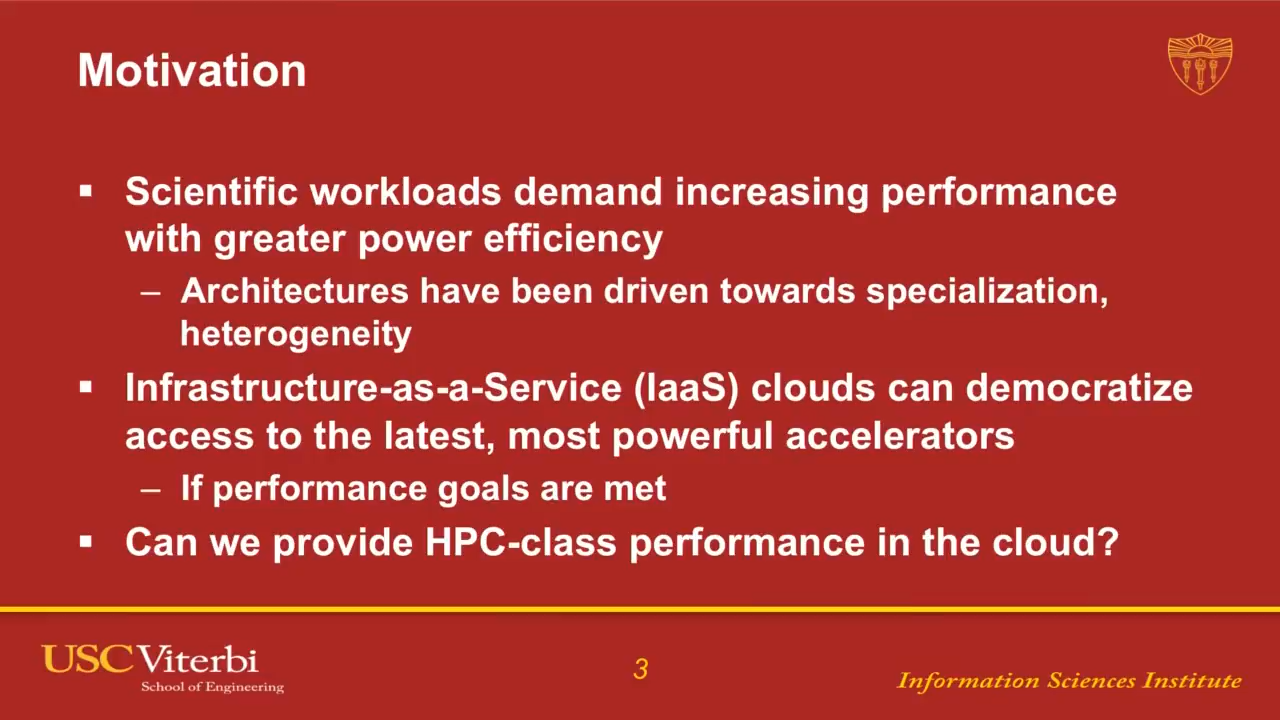 Motivation
▪ Scientific workloads demand increasing performance
with greater power efficiency
– Architectures have been driven towards specialization,
heterogeneity
▪ Infrastructure-as-a-Service (IaaS) clouds can democratize
access to the latest, most powerful accelerators
– If performance goals are met
▪ Can we provide HPC-class performance in the cloud?
USC Viterbi
School of Engineering
3
Information Sciences Institute